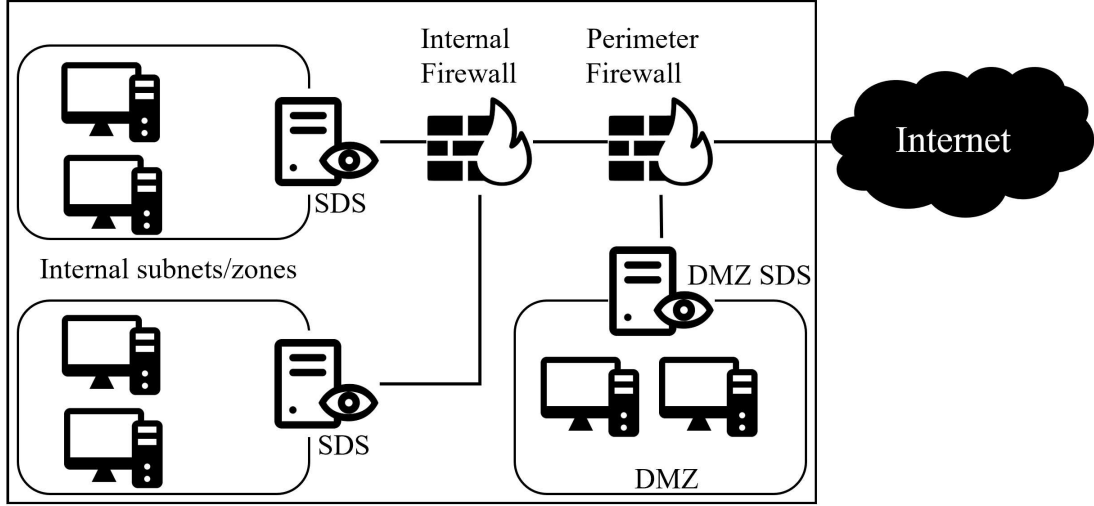 Internal
Firewall
Perimeter
Firewall
Internet
SDS
Internal subnets/zones
DMZ SDS
SDS
DMZ